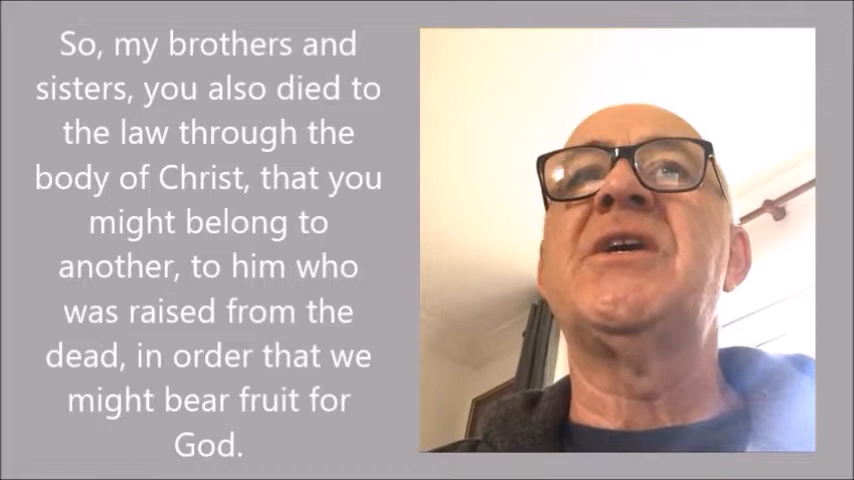 So, my brothers and
sisters, you also died to
the law through the
body of Christ, that you
might belong to
another, to him who
was raised from the
dead, in order that we
might bear fruit for
God.